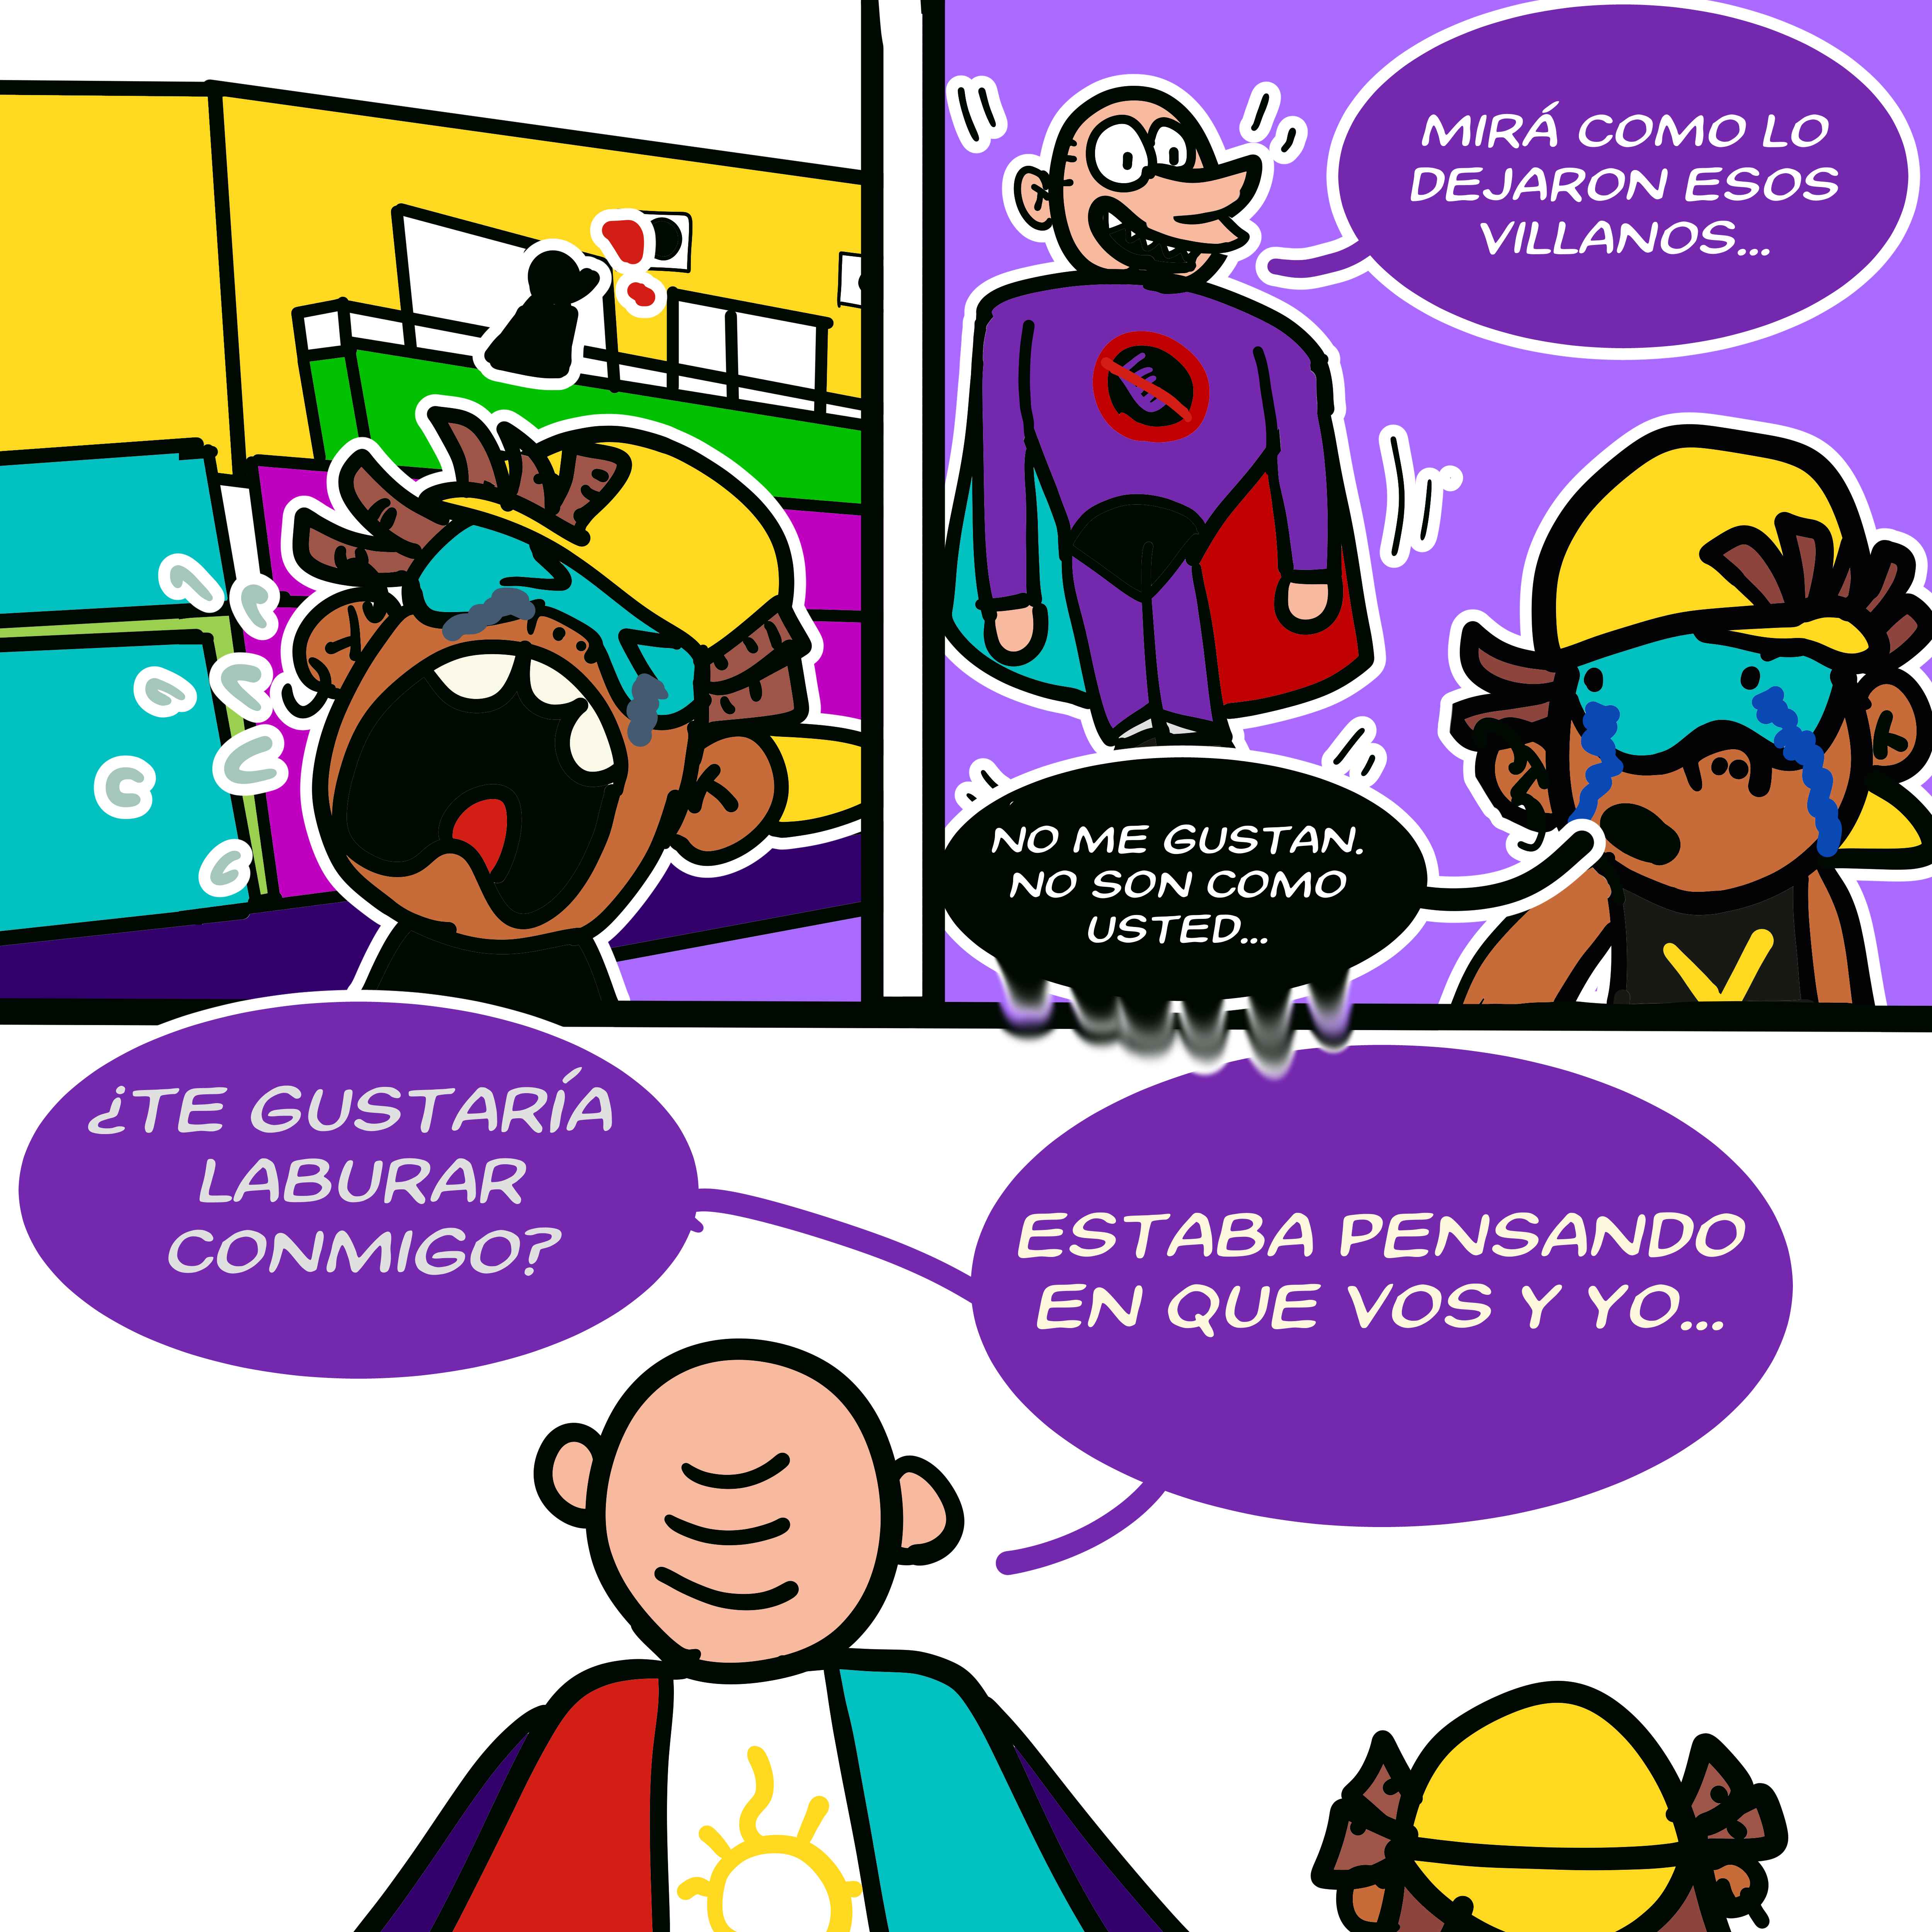 MIRÁ COMO LO
DEJARON ESOS
VILLANOS...
NO ME GUSTAN.
NO SON COMO
USTED...
¿TE GUSTARÍA
LABURAR
CONMIGO?
ESTABA PENSANDO
EN QUE VOS Y YO...